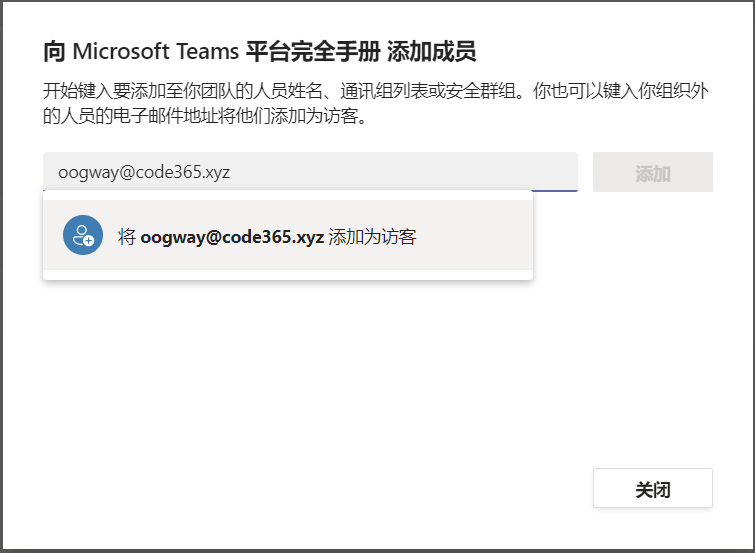 向 Microsoft Teams 平台完全手册 添加成员
开始键入要添加至你团队的人员姓名、通讯组列表或安全群组。你也可以键入你组织外
的人员的电子邮件地址将他们添加为访客。
oogway@code365.xyz
添加
将 oogway@code365.xyz 添加为访客
关闭